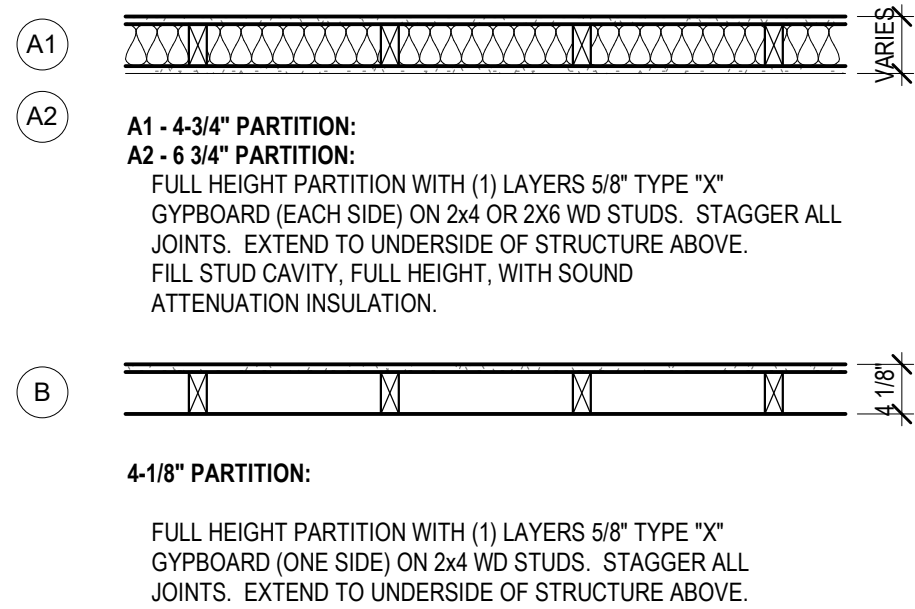 A1
VARIES
A2
A1 - 4-3/4" PARTITION:
A2 - 6 3/4" PARTITION:
FULL HEIGHT PARTITION WITH (1) LAYERS 5/8" TYPE "X"
GYPBOARD (EACH SIDE) ON 2x4 OR 2X6 WD STUDS. STAGGER ALL
JOINTS. EXTEND TO UNDERSIDE OF STRUCTURE ABOVE.
FILL STUD CAVITY, FULL HEIGHT, WITH SOUND
ATTENUATION INSULATION.
B
4 1/8"
4-1/8" PARTITION:
FULL HEIGHT PARTITION WITH (1) LAYERS 5/8" TYPE "X"
GYPBOARD (ONE SIDE) ON 2x4 WD STUDS. STAGGER ALL
JOINTS. EXTEND TO UNDERSIDE OF STRUCTURE ABOVE.